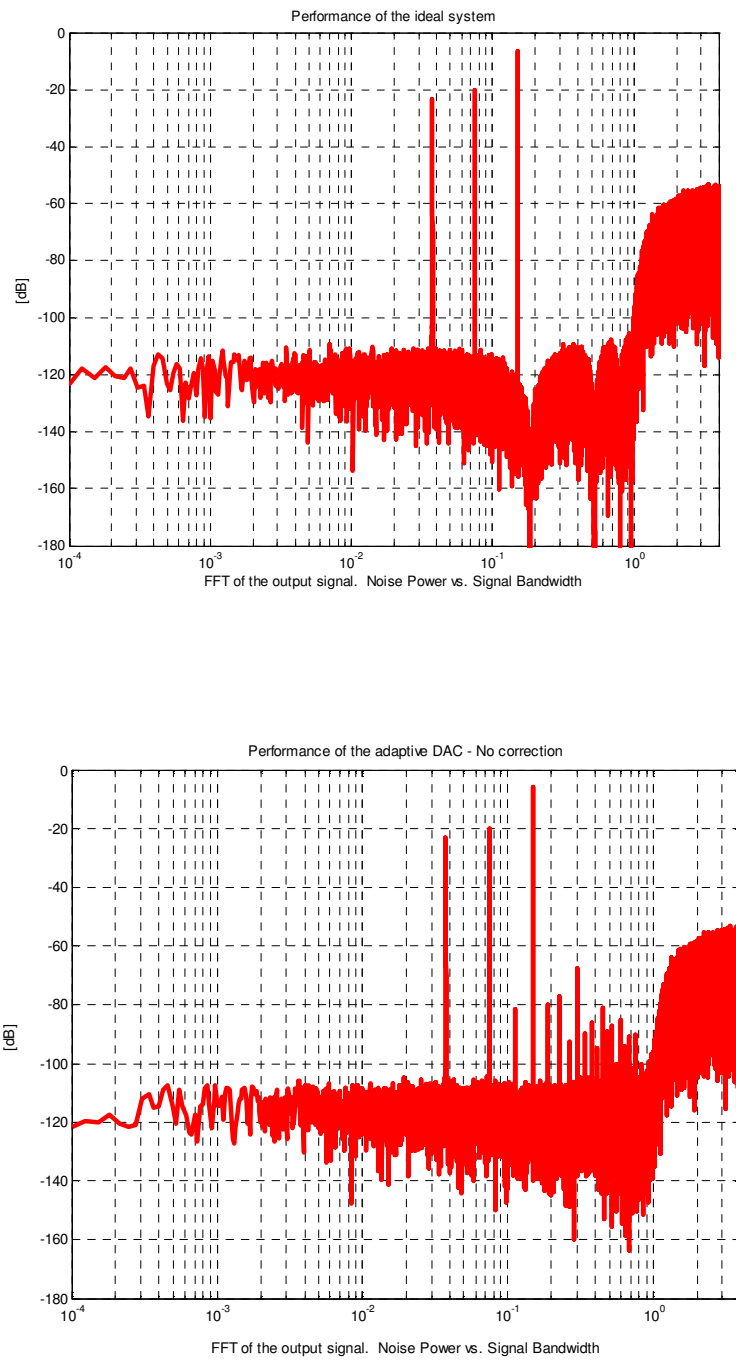 Performance of the ideal system
0
-20
-40
-60
-80
-100
-120
-140
-160
-180
[dB]
10^-4 10^-3 10^-2 10^-1 10^0
FFT of the output signal. Noise Power vs. Signal Bandwidth
Performance of the adaptive DAC - No correction
0
-20
-40
-60
-80
-100
-120
-140
-160
-180
[dB]
10^-4 10^-3 10^-2 10^-1 10^0
FFT of the output signal. Noise Power vs. Signal Bandwidth